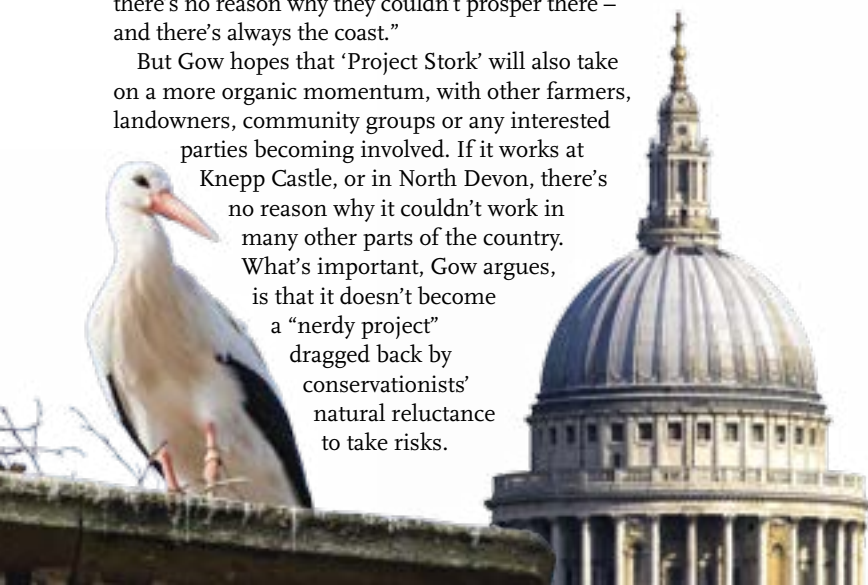 there's no reason why they couldn't prosper there –
and there's always the coast.”
But Gow hopes that ‘Project Stork’ will also take
on a more organic momentum, with other farmers,
landowners, community groups or any interested
parties becoming involved. If it works at
Knepp Castle, or in North Devon, there’s
no reason why it couldn’t work in
many other parts of the country.
What’s important, Gow argues,
is that it doesn’t become
a “nerdy project”
dragged back by
conservationists’
natural reluctance
to take risks.